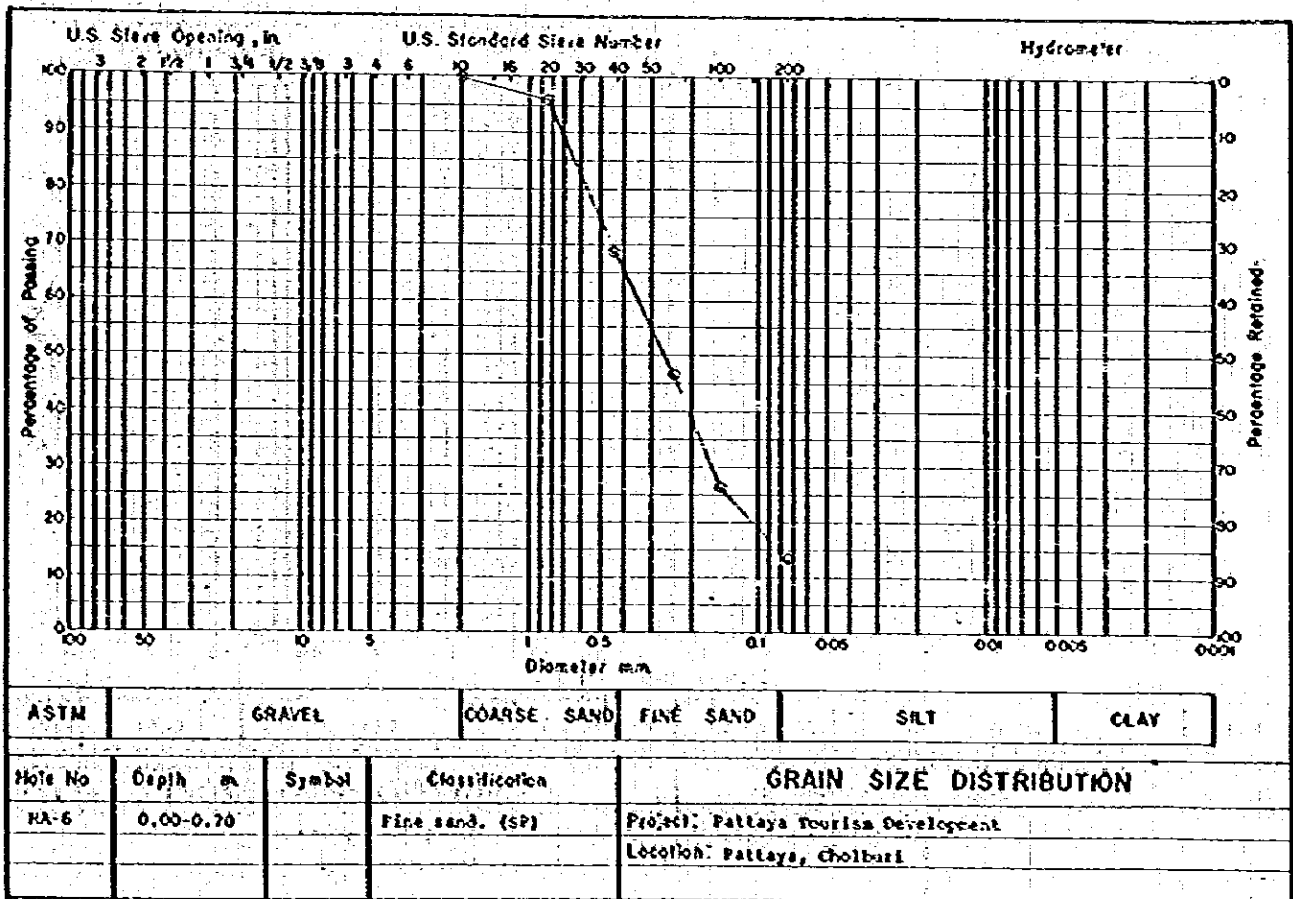 U.S. Sieve Opening, in.
U.S. Standard Sieve Number
Hydrometer
3 2 1½ 1 3/4 1/2 3/8 3 4 6 10 16 20 30 40 50 100 200
Percentage of Passing
100
90
80
70
60
50
40
30
20
10
0
Percentage Retained
0
10
20
30
40
50
60
70
80
90
100
100 50 10 5 1 0.5 0.1 0.05 0.01 0.005 0.001
Diameter mm
ASTM GRAVEL COARSE SAND FINE SAND SILT CLAY
Hole No Depth m Symbol Classification GRAIN SIZE DISTRIBUTION
HA-6 0.00-0.70 Fine sand. (SP) Project: Pattaya Tourism Development
Location: Pattaya, Cholburi